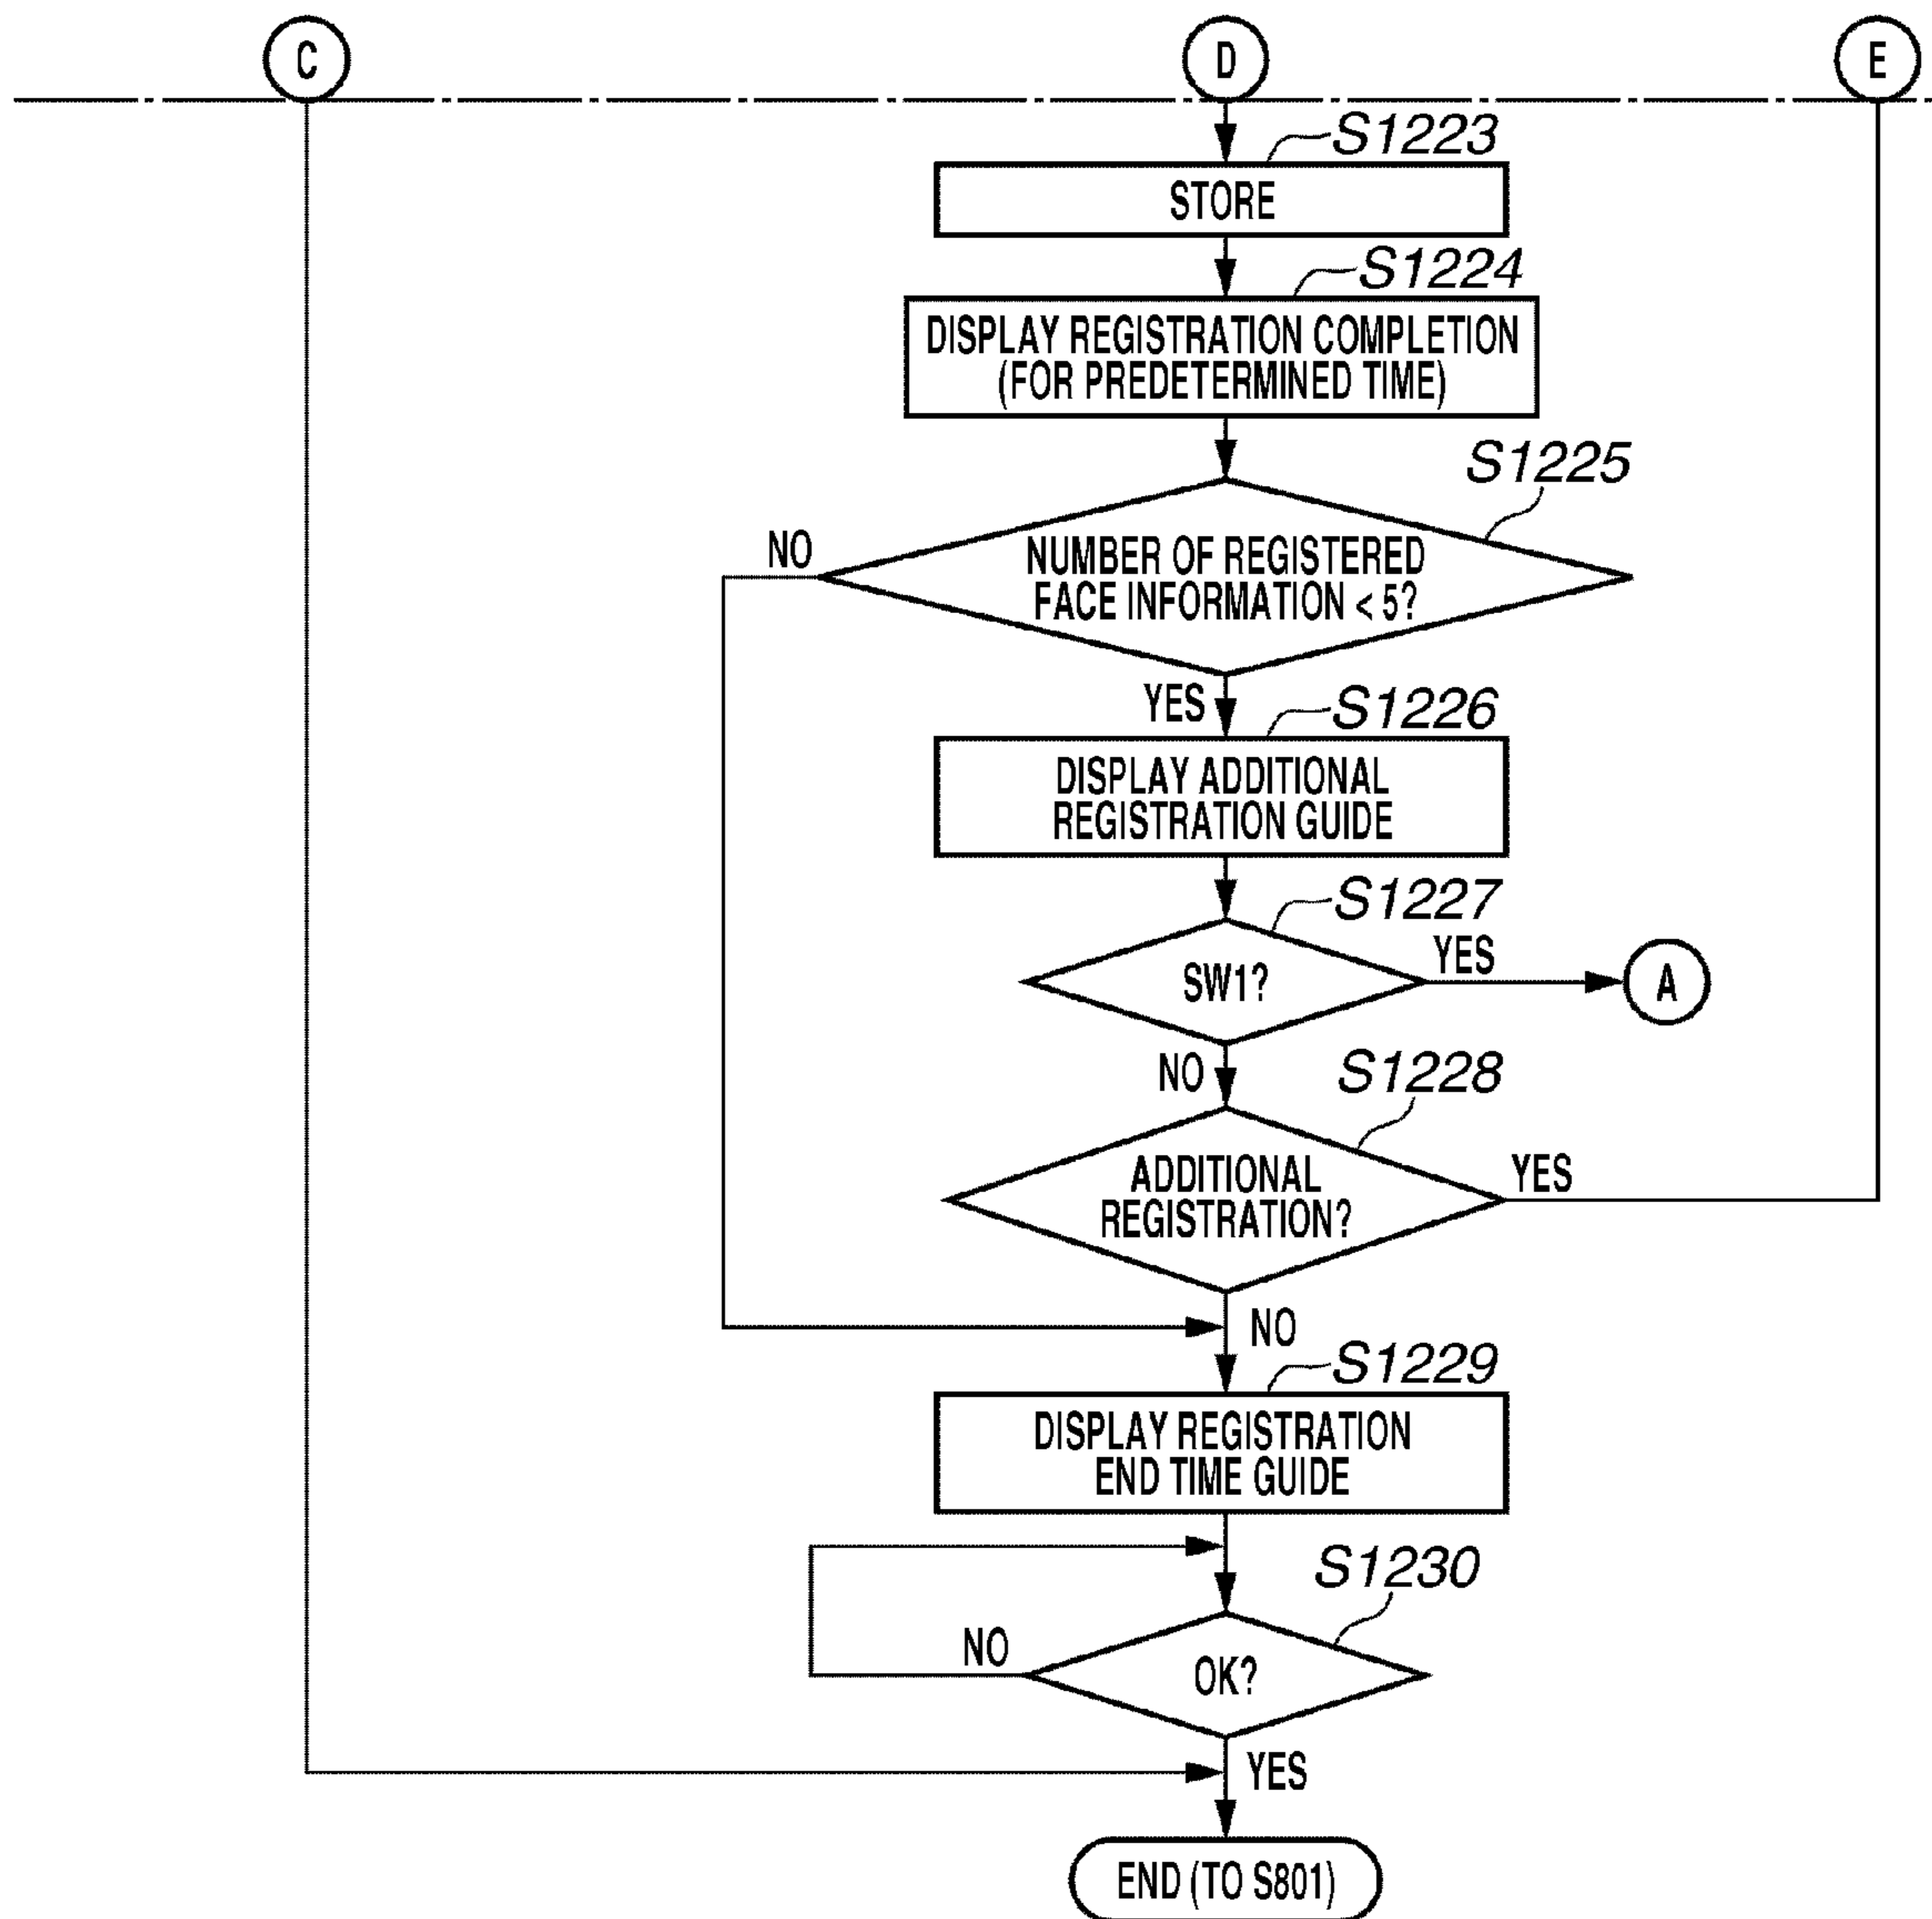 C
D
E
S1223
STORE
S1224
DISPLAY REGISTRATION COMPLETION
(FOR PREDETERMINED TIME)
S1225
NO
NUMBER OF REGISTERED
FACE INFORMATION < 5?
YES
S1226
DISPLAY ADDITIONAL
REGISTRATION GUIDE
S1227
SW1?
YES
A
NO
S1228
ADDITIONAL
REGISTRATION?
YES
NO
S1229
DISPLAY REGISTRATION
END TIME GUIDE
S1230
NO
OK?
YES
END (TO S801)